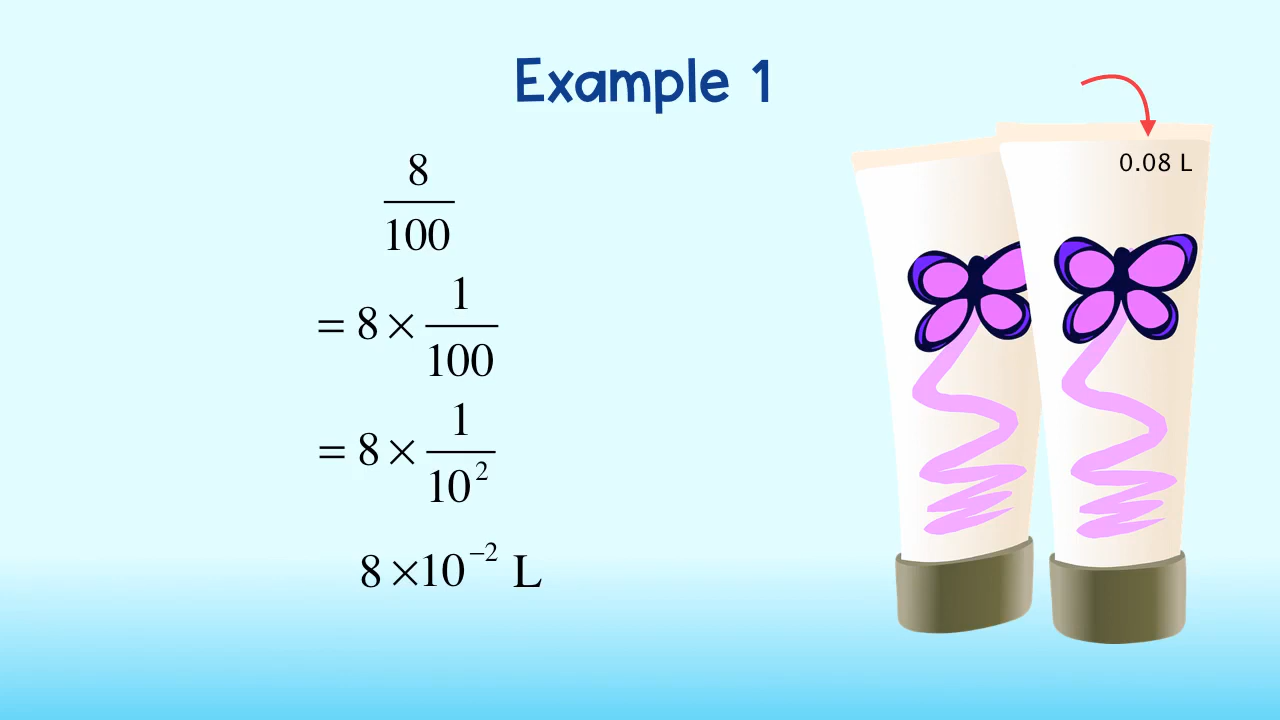 Example 1
8
100
= 8 × 1
100
= 8 × 1
10²
8 × 10⁻² L
0.08 L